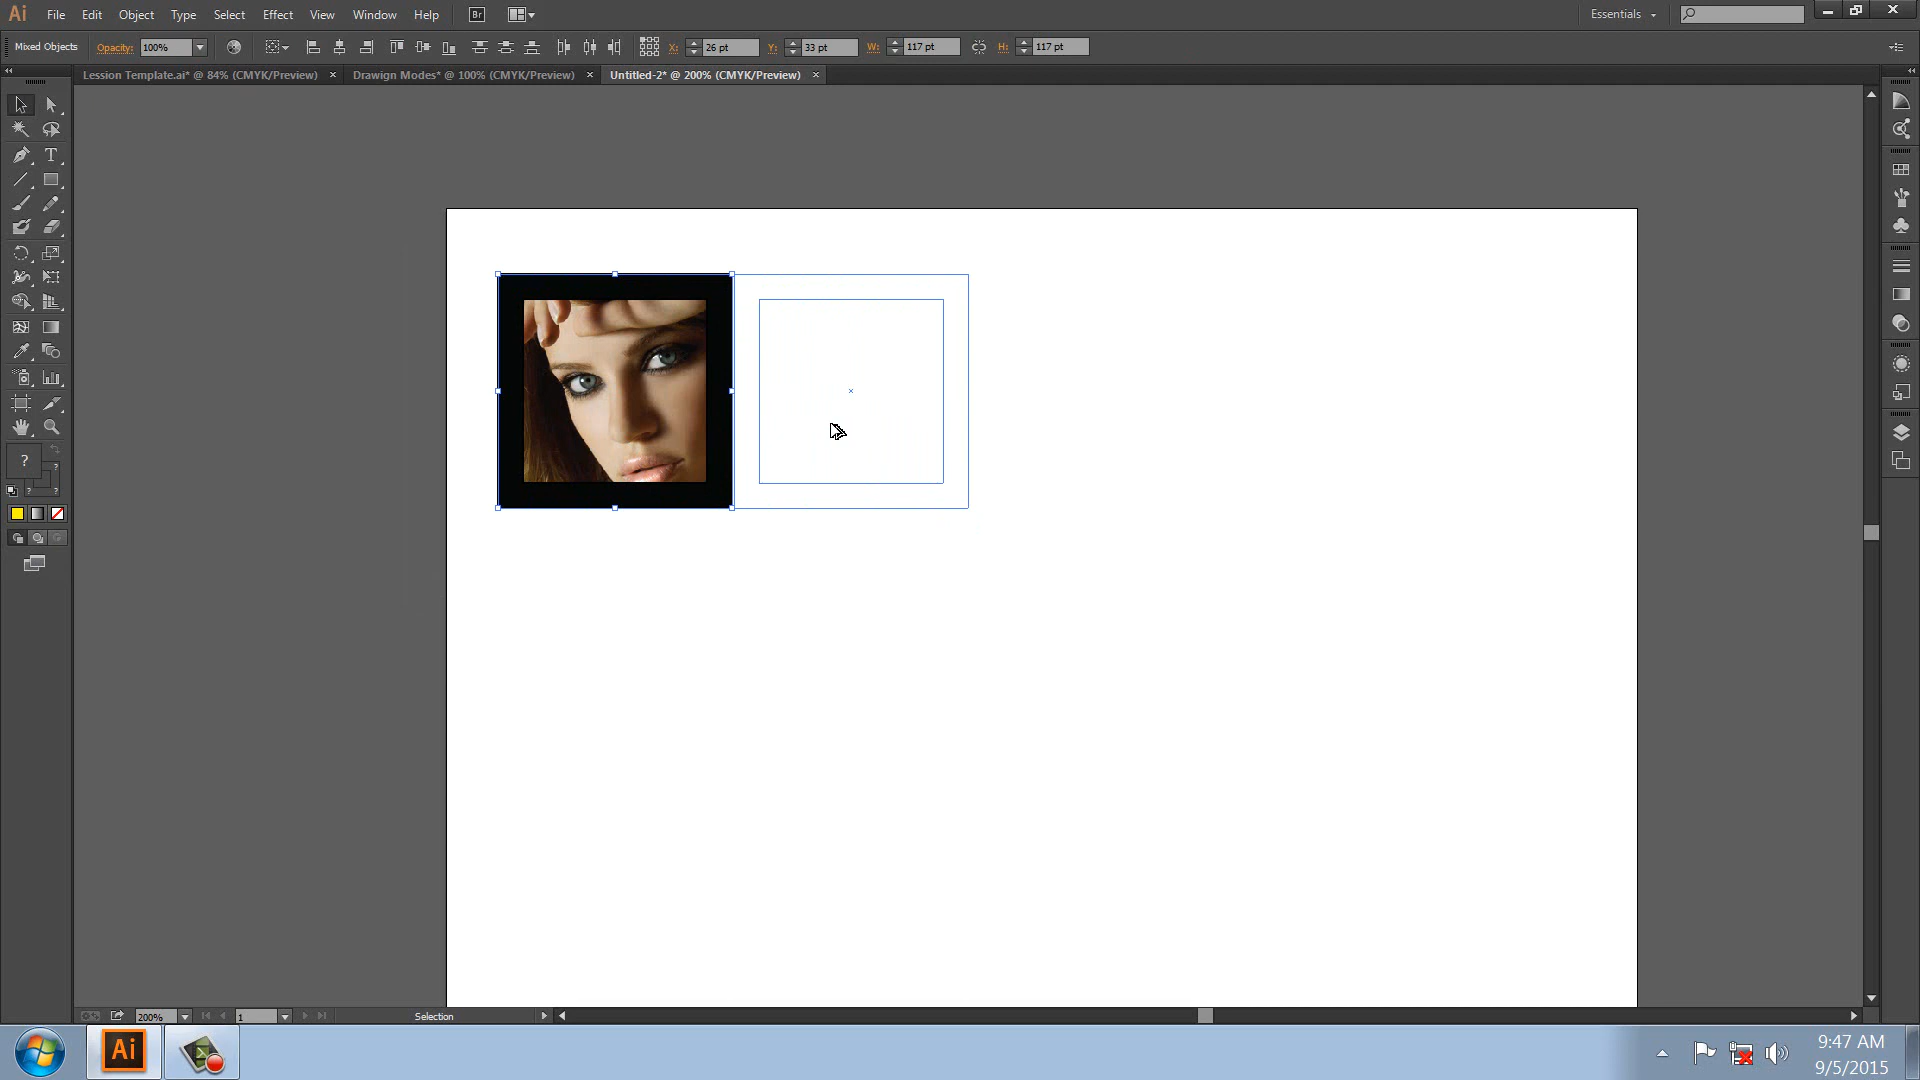 Ai File Edit Object Type Select Effect View Window Help Br Essentials
Mixed Objects Opacity: 100% X: 26 pt Y: 33 pt W: 117 pt H: 117 pt
Lession Template.ai* @ 84% (CMYK/Preview) × Drawign Modes* @ 100% (CMYK/Preview) × Untitled-2* @ 200% (CMYK/Preview) ×
T
?
?
? ?
200% 1 Selection
Ai
9:47 AM
9/5/2015